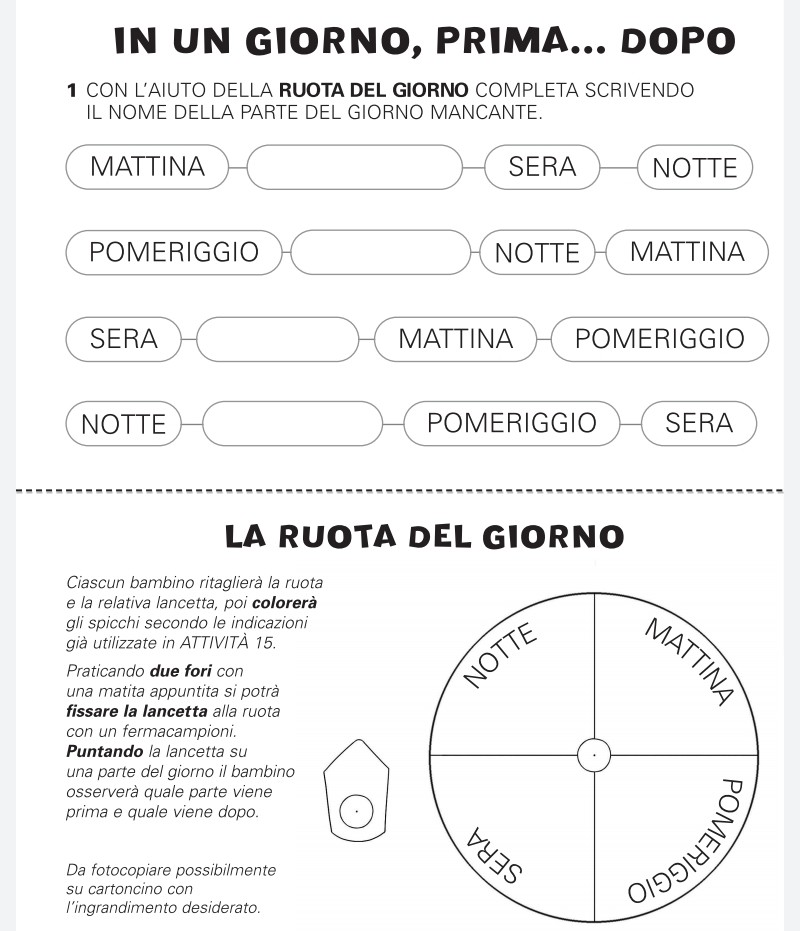 IN UN GIORNO, PRIMA... DOPO
1 CON L'AIUTO DELLA RUOTA DEL GIORNO COMPLETA SCRIVENDO
IL NOME DELLA PARTE DEL GIORNO MANCANTE.
MATTINA SERA NOTTE
POMERIGGIO NOTTE MATTINA
SERA MATTINA POMERIGGIO
NOTTE POMERIGGIO SERA
LA RUOTA DEL GIORNO
Ciascun bambino ritaglierà la ruota
e la relativa lancetta, poi colorerà
gli spicchi secondo le indicazioni
già utilizzate in ATTIVITÀ 15.
Praticando due fori con
una matita appuntita si potrà
fissare la lancetta alla ruota
con un fermacampioni.
Puntando la lancetta su
una parte del giorno il bambino
osserverà quale parte viene
prima e quale viene dopo.
Da fotocopiare possibilmente
su cartoncino con
l'ingrandimento desiderato.
NOTTE
MATTINA
POMERIGGIO
SERA